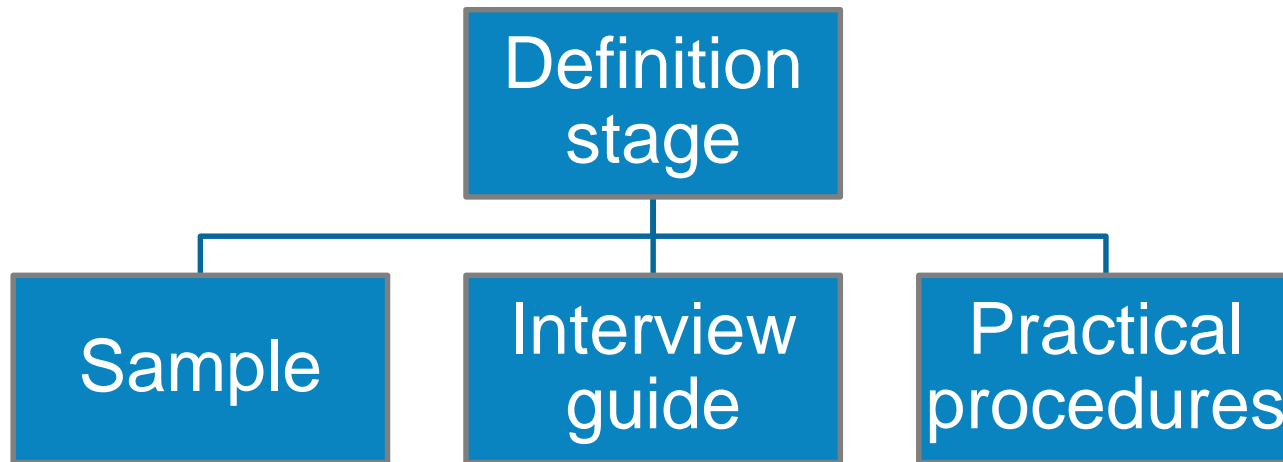 Definition
stage
Sample
Interview
guide
Practical
procedures